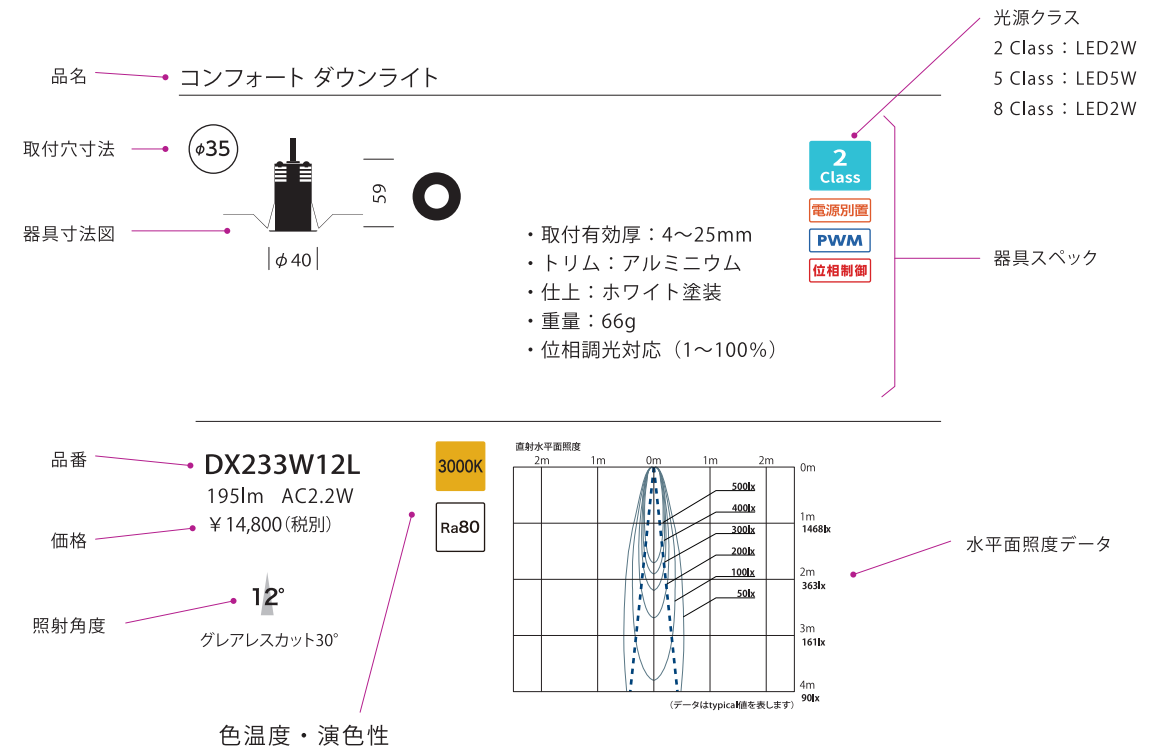 光源クラス
2 Class：LED2W
5 Class：LED5W
8 Class：LED2W
品名
コンフォート ダウンライト
取付穴寸法
φ35
59
2
Class
電源別置
PWM
位相制御
器具寸法図
φ40
・取付有効厚：4〜25mm
・トリム：アルミニウム
・仕上：ホワイト塗装
・重量：66g
・位相調光対応（1〜100%）
器具スペック
品番
DX233W12L
195lm AC2.2W
価格
￥14,800(税別)
3000K
Ra80
照射角度
12°
グレアレスカット30°
色温度・演色性
直射水平面照度
2m 1m 0m 1m 2m
0m
500lx
400lx
1m
1468lx
300lx
200lx
100lx
2m
363lx
50lx
3m
161lx
4m
90lx
(データはtypical値を表します)
水平面照度データ